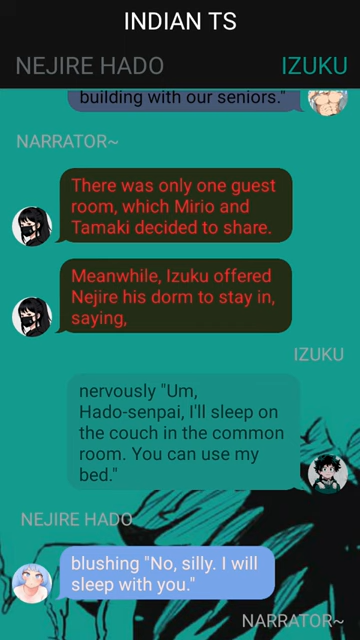 INDIAN TS
NEJIRE HADO
IZUKU
building with our seniors."
NARRATOR~
There was only one guest
room, which Mirio and
Tamaki decided to share.
Meanwhile, Izuku offered
Nejire his dorm to stay in,
saying,
IZUKU
nervously "Um,
Hado-senpai, I'll sleep on
the couch in the common
room. You can use my
bed."
NEJIRE HADO
blushing "No, silly. I will
sleep with you."
NARRATOR~